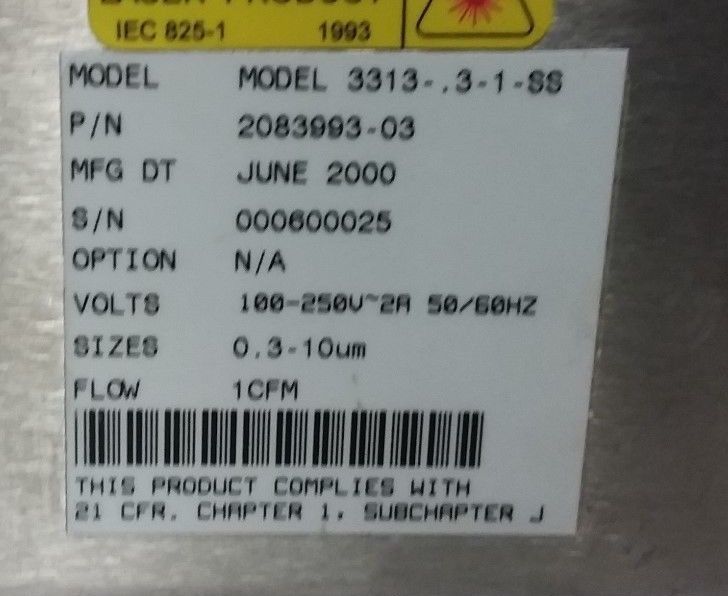 LASER PRODUCT
IEC 825-1 1993
MODEL MODEL 3313-.3-1-SS
P/N 2083993-03
MFG DT JUNE 2000
S/N 000600025
OPTION N/A
VOLTS 100-250V~2A 50/60HZ
SIZES 0.3-10um
FLOW 1CFM
THIS PRODUCT COMPLIES WITH
21 CFR, CHAPTER 1, SUBCHAPTER J